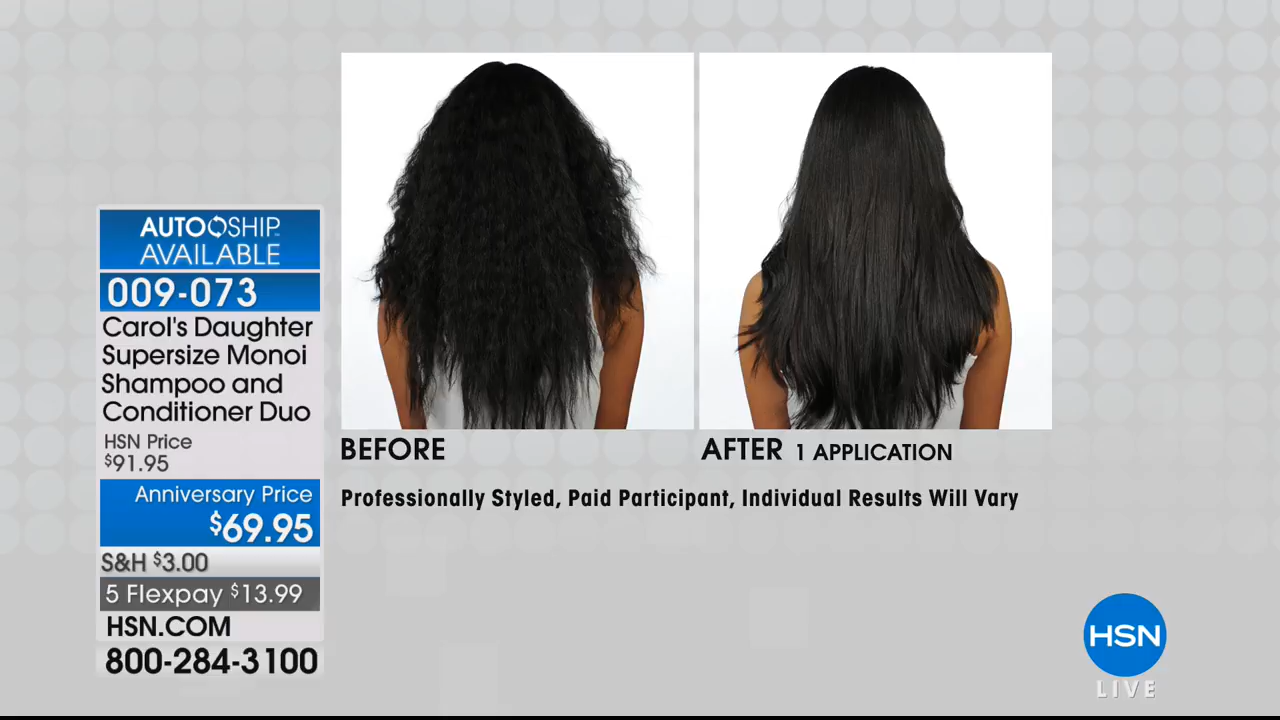 AUTOSHIP
AVAILABLE
009-073
Carol's Daughter
Supersize Monoi
Shampoo and
Conditioner Duo
HSN Price
$91.95
Anniversary Price
$69.95
S&H $3.00
5 Flexpay $13.99
HSN.COM
800-284-3100
BEFORE
AFTER 1 APPLICATION
Professionally Styled, Paid Participant, Individual Results Will Vary
HSN
LIVE